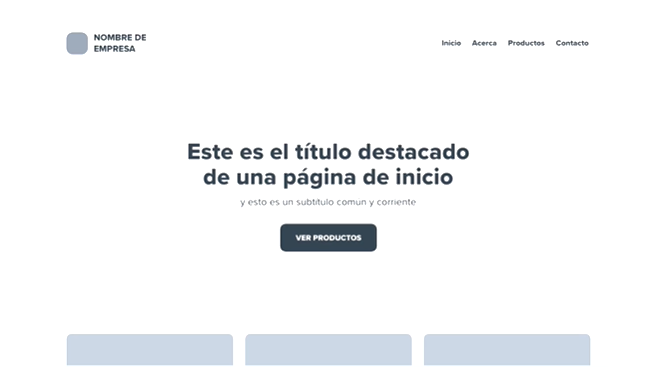 NOMBRE DE
EMPRESA
Inicio Acerca Productos Contacto
Este es el título destacado
de una página de inicio
y esto es un subtítulo comun y corriente
VER PRODUCTOS